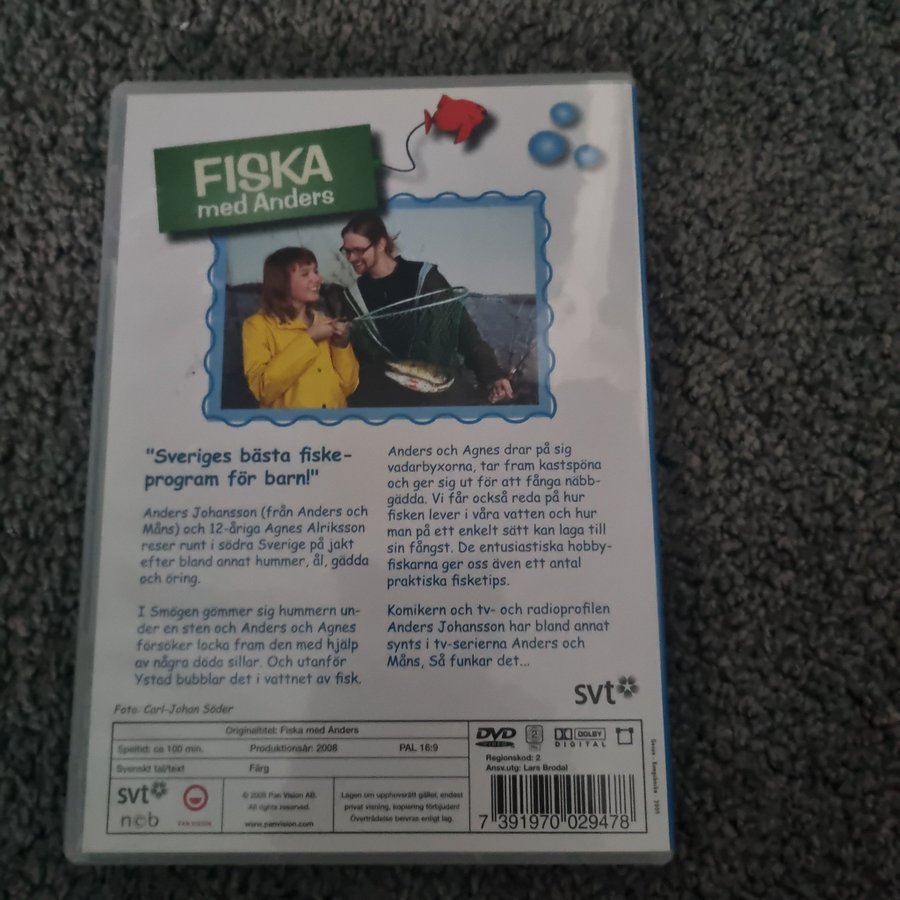 FISKA
med Anders
"Sveriges bästa fiske-
program för barn!"
Anders Johansson (från Anders och
Måns) och 12-åriga Agnes Alriksson
reser runt i södra Sverige på jakt
efter bland annat hummer, ål, gädda
och öring.
I Smögen gömmer sig hummern un-
der en sten och Anders och Agnes
försöker locka fram den med hjälp
av några döda sillar. Och utanför
Ystad bubblar det i vattnet av fisk.
Anders och Agnes drar på sig
vadarbyxorna, tar fram kastspöna
och ger sig ut för att fånga näbb-
gädda. Vi får också reda på hur
fisken lever i våra vatten och hur
man på ett enkelt sätt kan laga till
sin fångst. De entusiastiska hobby-
fiskarna ger oss även ett antal
praktiska fisketips.
Komikern och tv- och radioprofilen
Anders Johansson har bland annat
synts i tv-serierna Anders och
Måns, Så funkar det...
svt
Foto: Carl-Johan Söder
Originaltitel: Fiska med Anders
Speltid: ca 100 min. Produktionsår: 2008 PAL 16:9
Svenskt tal/text Färg
svt
ncb
PAN VISION
© 2008 Pan Vision AB.
All rights reserved.
www.panvision.com
Lagen om upphovsrätt gäller, endast
privat visning, kopiering förbjuden!
Överträdelse beivras enligt lag.
DVD
VIDEO
2
DOLBY
DIGITAL
Regionskod: 2
Ansv.utg: Lars Brodal
7 391970 029478